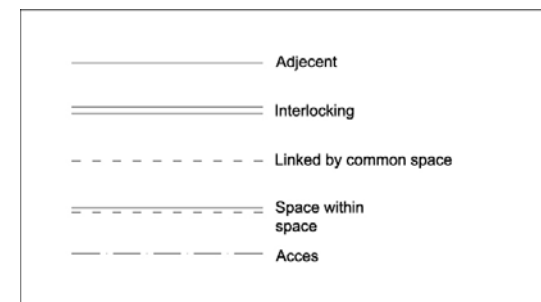 Adjecent
Interlocking
Linked by common space
Space within
space
Acces